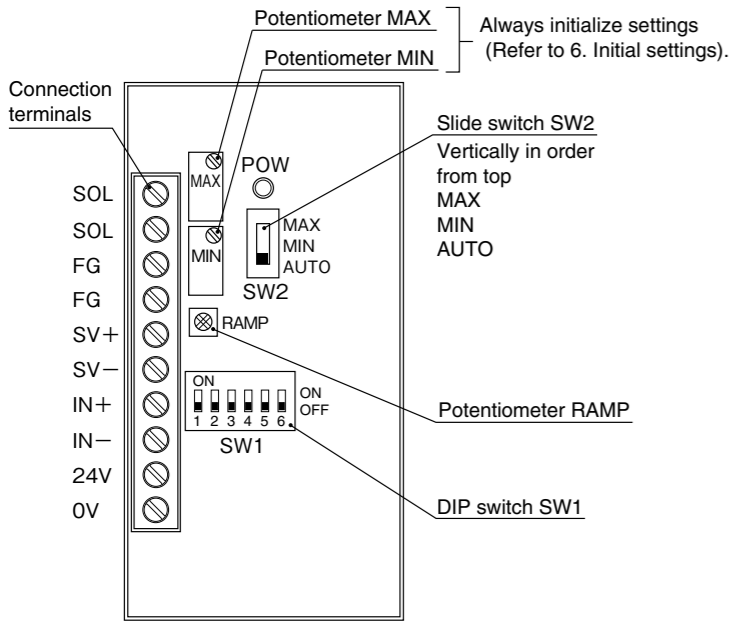 Potentiometer MAX
Potentiometer MIN
Always initialize settings
(Refer to 6. Initial settings).
Connection
terminals
Slide switch SW2
Vertically in order
from top
MAX
MIN
AUTO
SOL
SOL
FG
FG
SV+
SV−
IN+
IN−
24V
0V
MAX
MIN
POW
MAX
MIN
AUTO
SW2
RAMP
ON
ON
OFF
1 2 3 4 5 6
SW1
Potentiometer RAMP
DIP switch SW1